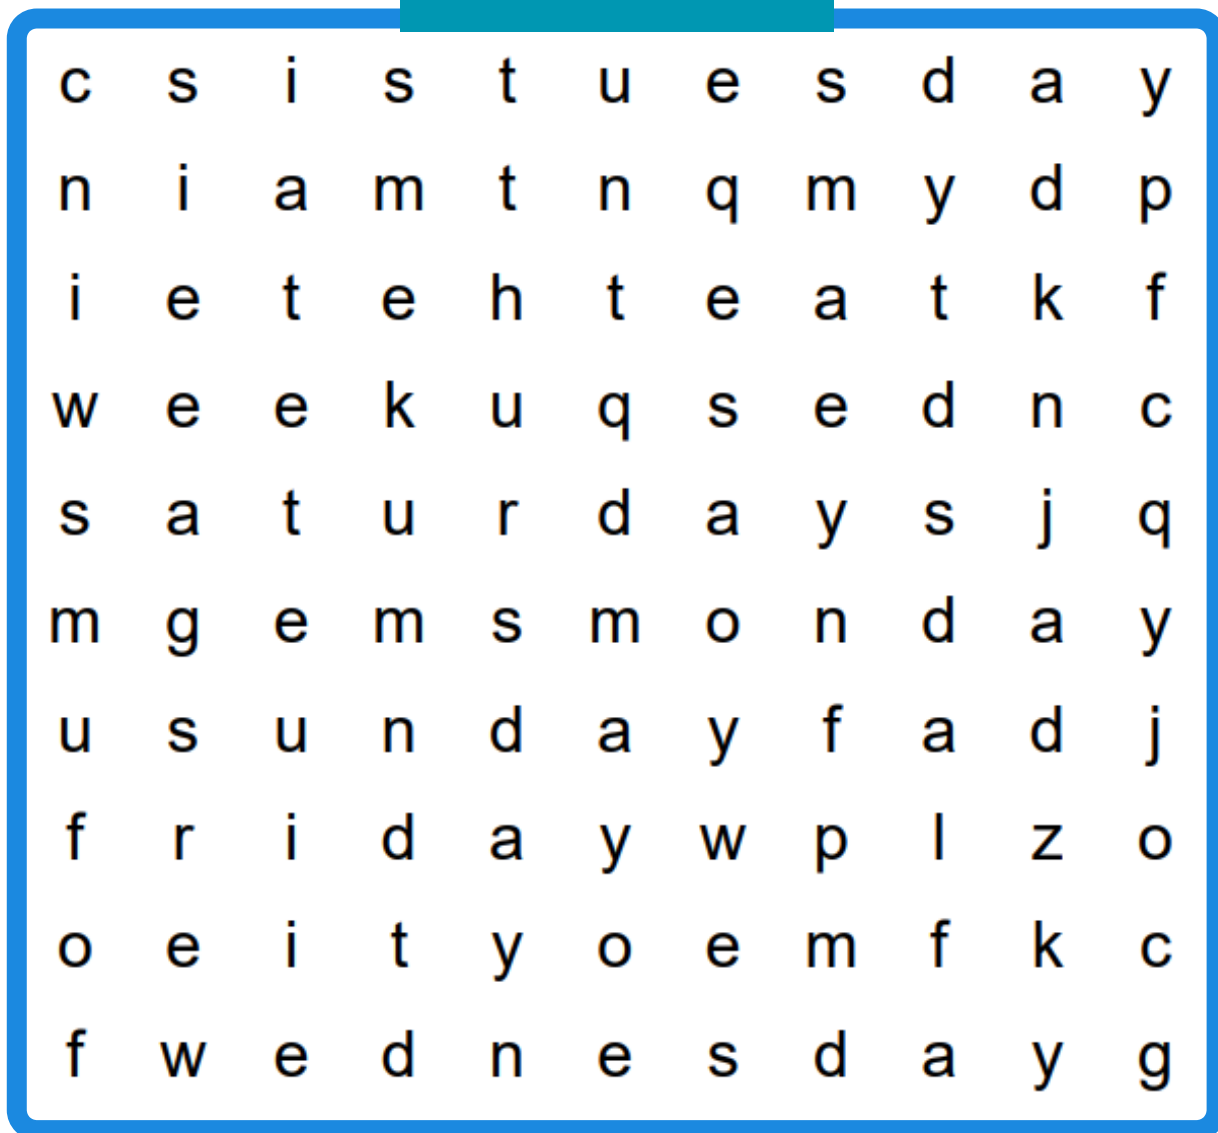 c s i s t u e s d a y
n i a m t n q m y d p
i e t e h t e a t k f
w e e k u q s e d n c
s a t u r d a y s j q
m g e m s m o n d a y
u s u n d a y f a d j
f r i d a y w p l z o
o e i t y o e m f k c
f w e d n e s d a y g